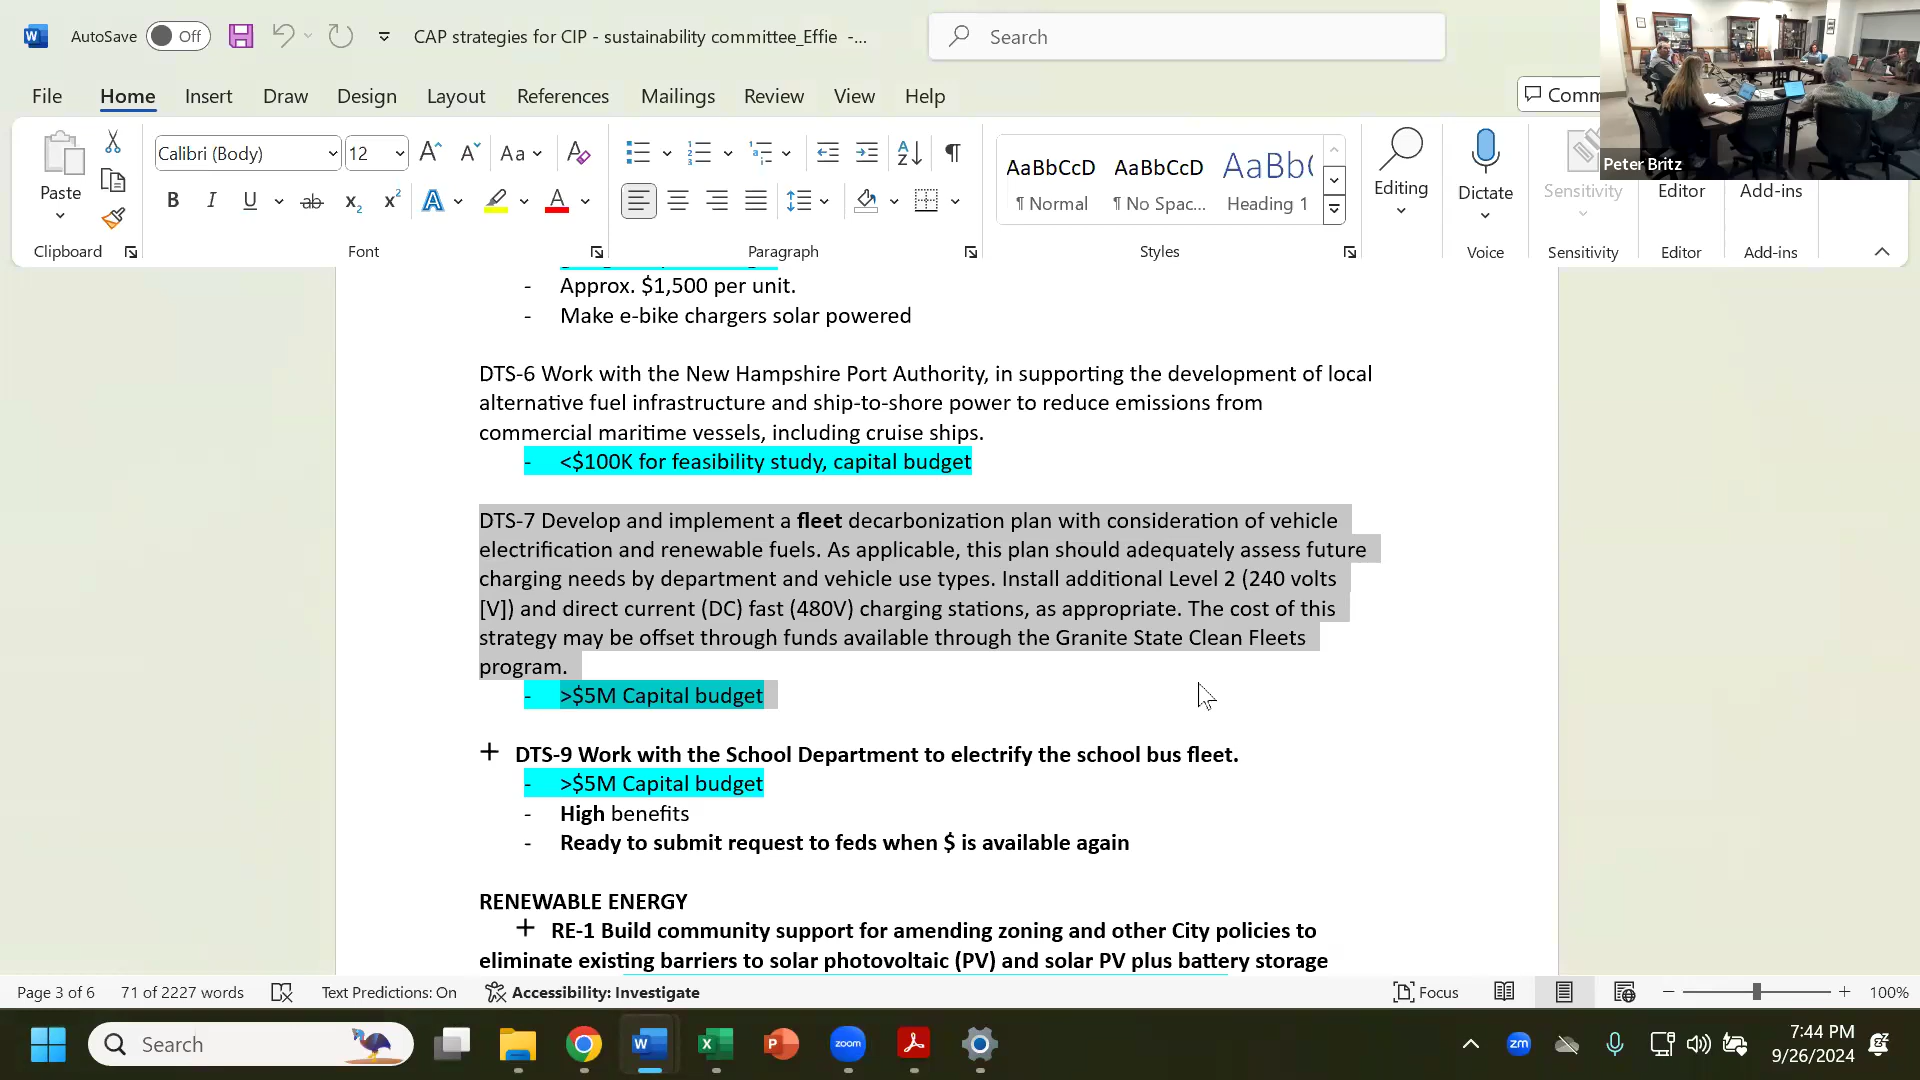 AutoSave Off CAP strategies for CIP - sustainability committee_Effie -... Search
File Home Insert Draw Design Layout References Mailings Review View Help Comm
Peter Britz
Paste Calibri (Body) 12 AaBbCcD AaBbCcD AaBb(
¶ Normal ¶ No Spac... Heading 1
Editing Dictate Sensitivity Editor Add-ins
Clipboard Font Paragraph Styles Voice Sensitivity Editor Add-ins
- Approx. $1,500 per unit.
- Make e-bike chargers solar powered
DTS-6 Work with the New Hampshire Port Authority, in supporting the development of local
alternative fuel infrastructure and ship-to-shore power to reduce emissions from
commercial maritime vessels, including cruise ships.
- <$100K for feasibility study, capital budget
DTS-7 Develop and implement a fleet decarbonization plan with consideration of vehicle
electrification and renewable fuels. As applicable, this plan should adequately assess future
charging needs by department and vehicle use types. Install additional Level 2 (240 volts
[V]) and direct current (DC) fast (480V) charging stations, as appropriate. The cost of this
strategy may be offset through funds available through the Granite State Clean Fleets
program.
- >$5M Capital budget
+ DTS-9 Work with the School Department to electrify the school bus fleet.
- >$5M Capital budget
- High benefits
- Ready to submit request to feds when $ is available again
RENEWABLE ENERGY
+ RE-1 Build community support for amending zoning and other City policies to
eliminate existing barriers to solar photovoltaic (PV) and solar PV plus battery storage
Page 3 of 6 71 of 2227 words Text Predictions: On Accessibility: Investigate Focus 100%
Search zoom zm 7:44 PM
9/26/2024